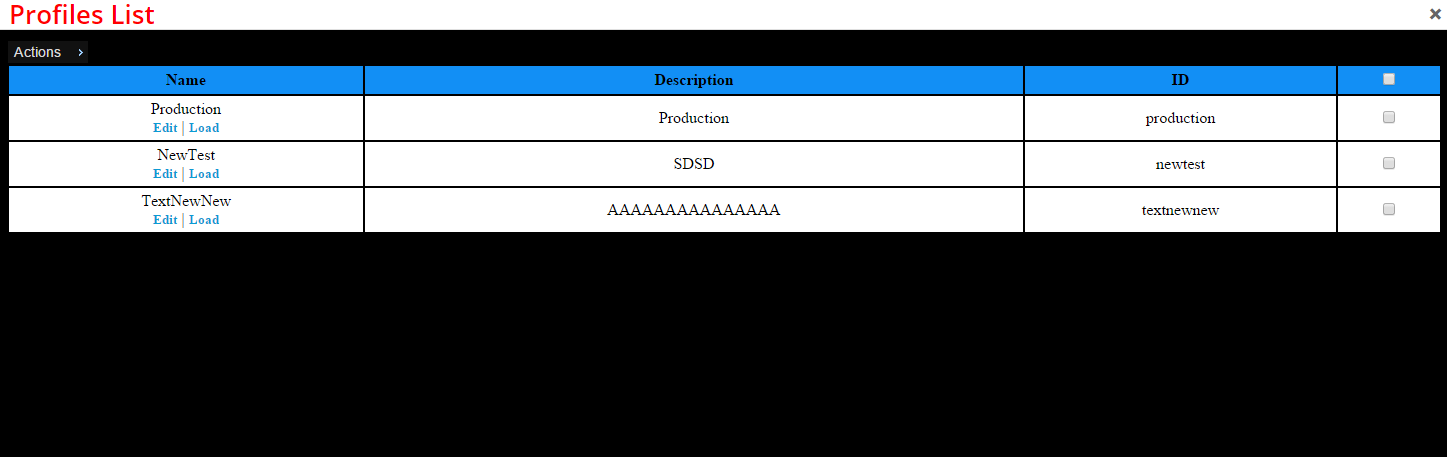 Profiles List
Actions
Name Description ID
Production
Edit | Load
Production production
NewTest
Edit | Load
SDSD newtest
TextNewNew
Edit | Load
AAAAAAAAAAAAAAA textnewnew